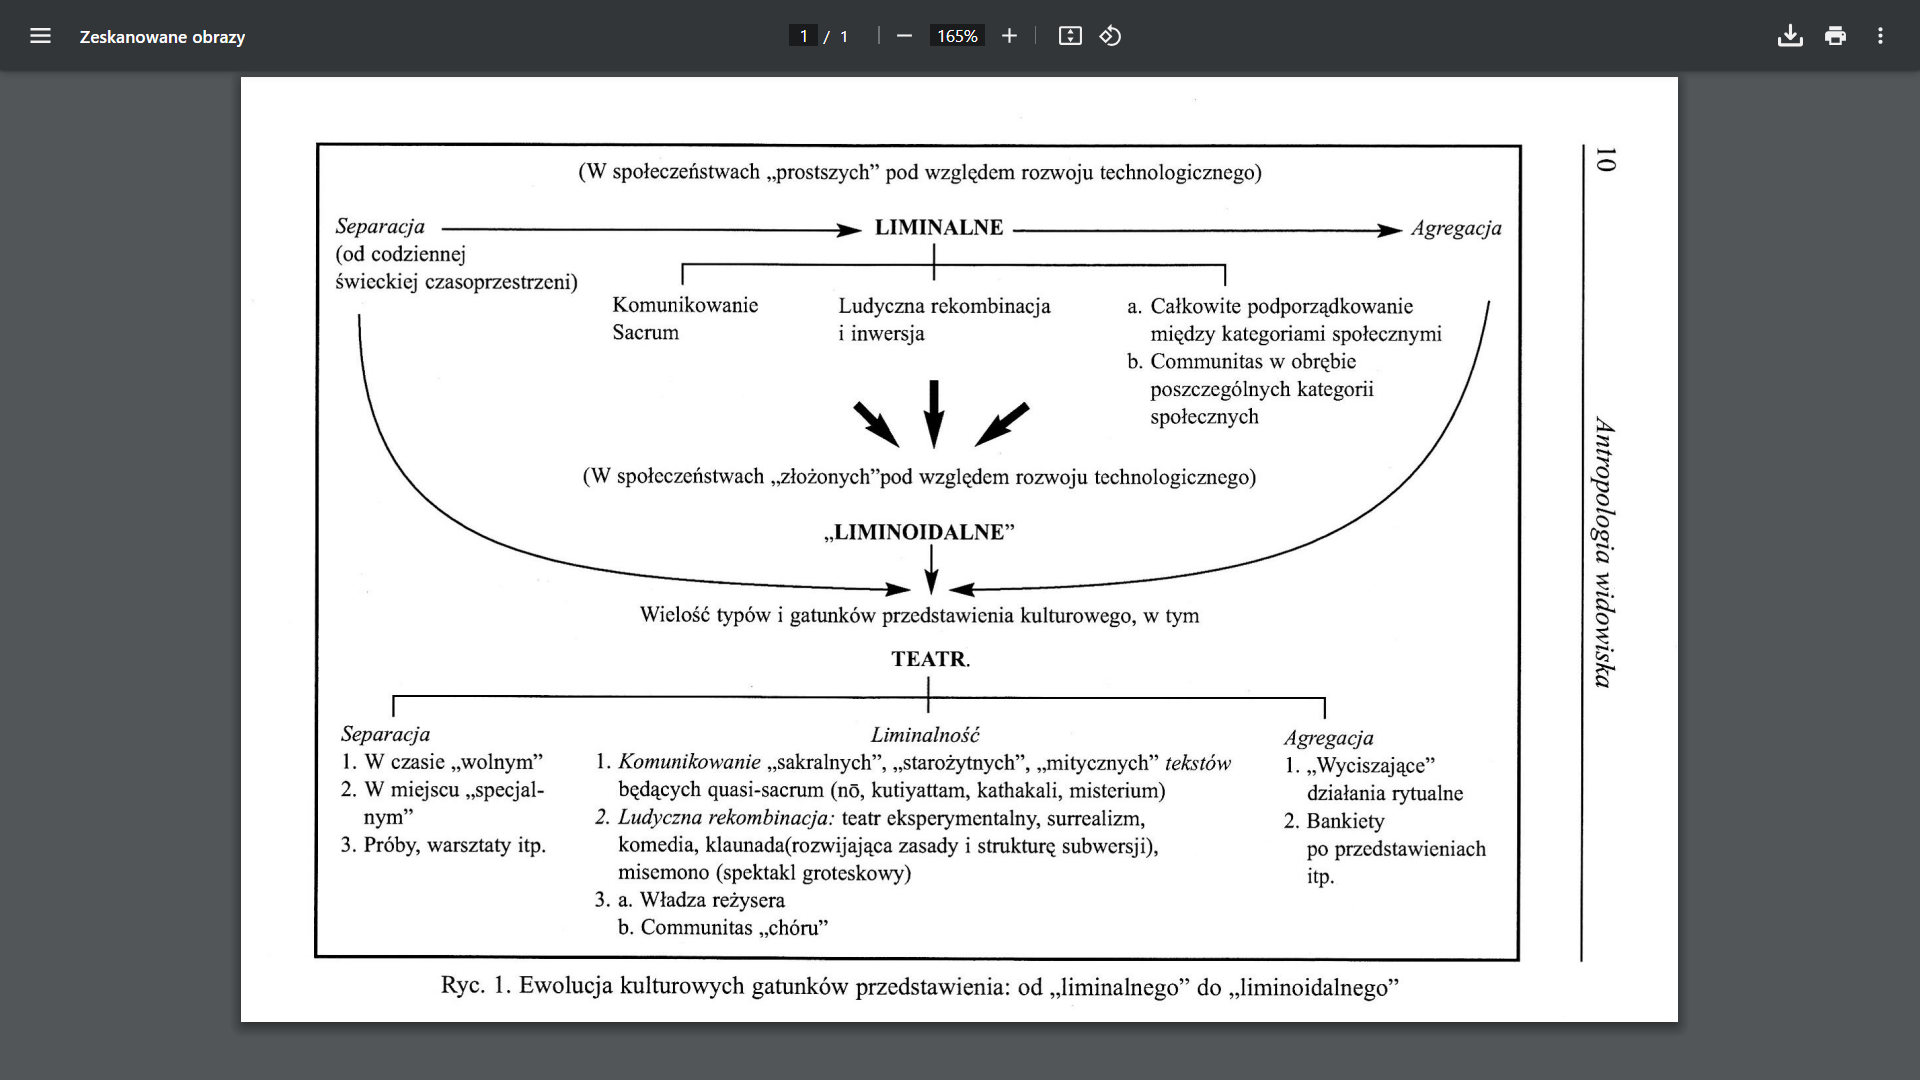 Zeskanowane obrazy
1 / 1
165%
(W społeczeństwach „prostszych” pod względem rozwoju technologicznego)
Separacja
(od codziennej
świeckiej czasoprzestrzeni)
LIMINALNE
Agregacja
Komunikowanie
Sacrum
Ludyczna rekombinacja
i inwersja
a. Całkowite podporządkowanie
między kategoriami społecznymi
b. Communitas w obrębie
poszczególnych kategorii
społecznych
(W społeczeństwach „złożonych”pod względem rozwoju technologicznego)
„LIMINOIDALNE”
Wielość typów i gatunków przedstawienia kulturowego, w tym
TEATR.
Separacja
1. W czasie „wolnym”
2. W miejscu „specjal-
nym”
3. Próby, warsztaty itp.
Liminalność
1. Komunikowanie „sakralnych”, „starożytnych”, „mitycznych” tekstów
będących quasi-sacrum (nō, kutiyattam, kathakali, misterium)
2. Ludyczna rekombinacja: teatr eksperymentalny, surrealizm,
komedia, klaunada(rozwijająca zasady i strukturę subwersji),
misemono (spektakl groteskowy)
3. a. Władza reżysera
b. Communitas „chóru”
Agregacja
1. „Wyciszające”
działania rytualne
2. Bankiety
po przedstawieniach
itp.
Ryc. 1. Ewolucja kulturowych gatunków przedstawienia: od „liminalnego” do „liminoidalnego”
10
Antropologia widowiska